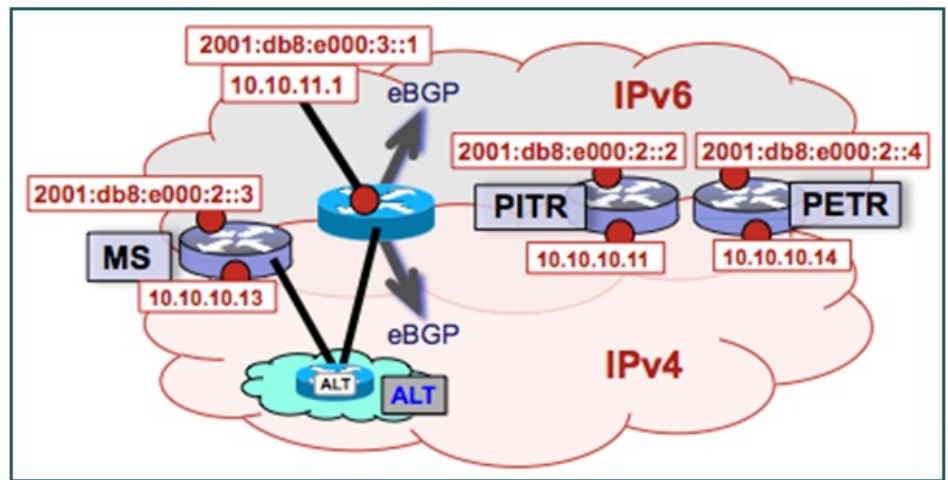 2001:db8:e000:3::1
10.10.11.1
eBGP
IPv6
2001:db8:e000:2::2
2001:db8:e000:2::4
2001:db8:e000:2::3
PITR
PETR
MS
10.10.10.11
10.10.10.14
10.10.10.13
eBGP
IPv4
ALT
ALT